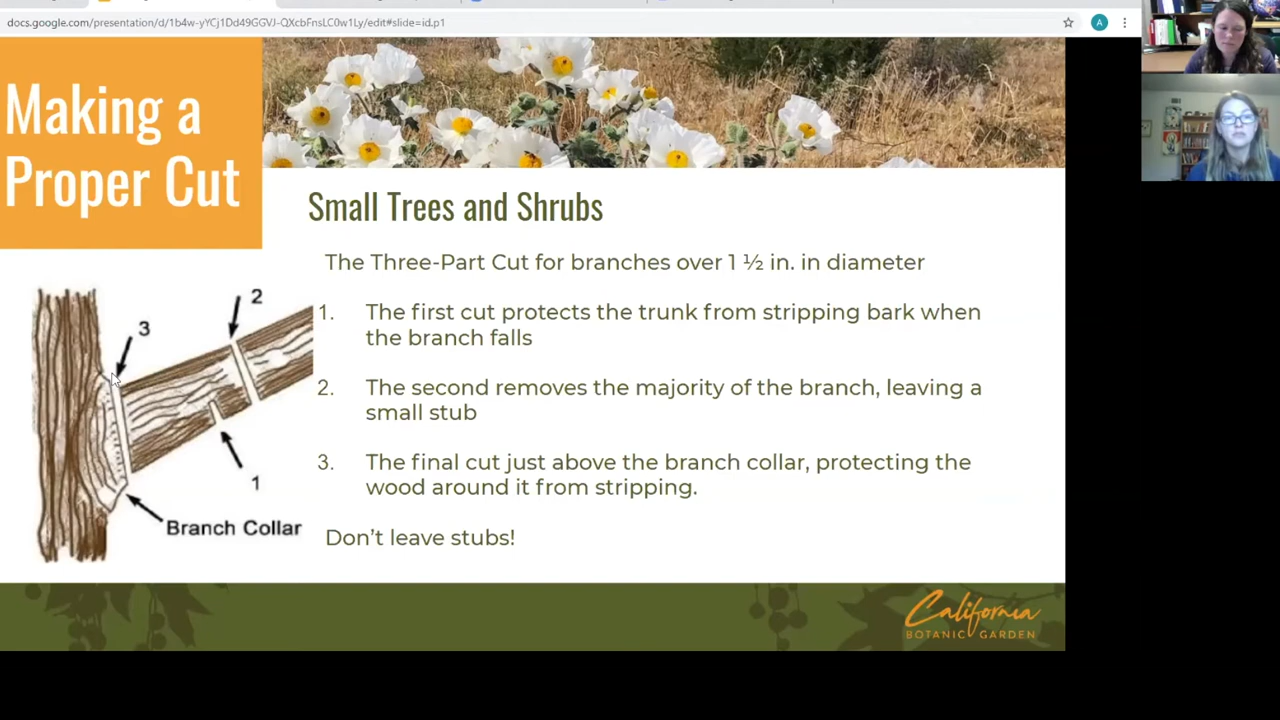 docs.google.com/presentation/d/1b4w-yYCj1Dd49GGVJ-QXcbFnsLC0w1Ly/edit#slide=id.p1
A
Making a
Proper Cut
Small Trees and Shrubs
The Three-Part Cut for branches over 1 ½ in. in diameter
1. The first cut protects the trunk from stripping bark when
the branch falls
2. The second removes the majority of the branch, leaving a
small stub
3. The final cut just above the branch collar, protecting the
wood around it from stripping.
Don't leave stubs!
2
3
1
Branch Collar
California
BOTANIC GARDEN